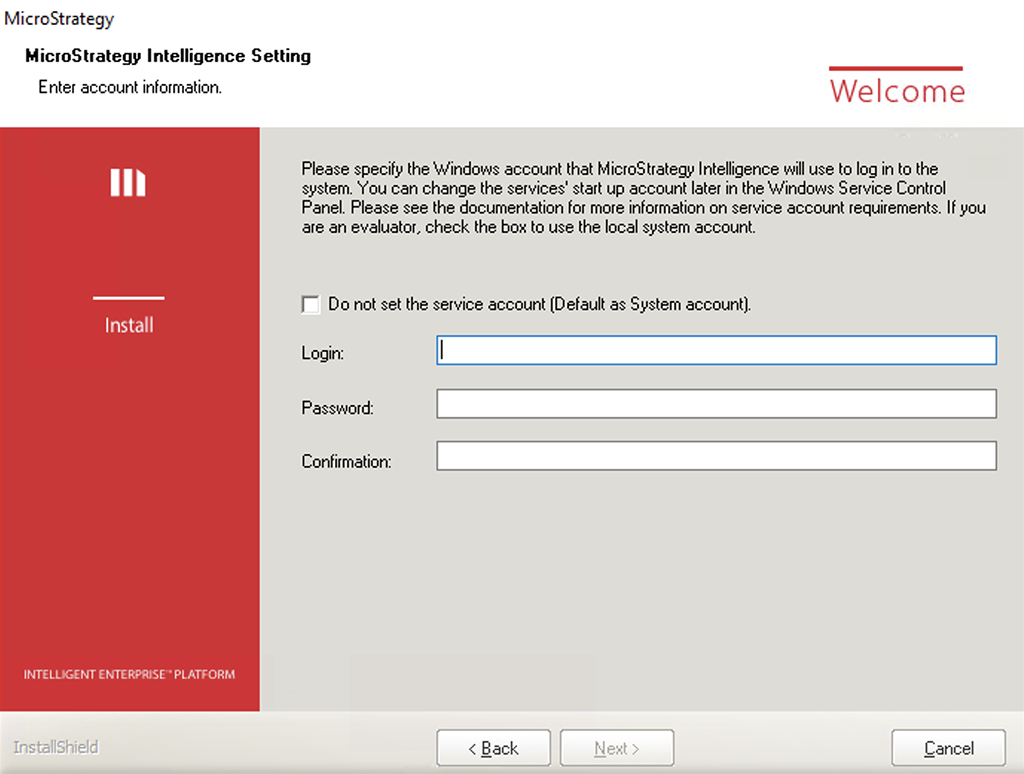 MicroStrategy
MicroStrategy Intelligence Setting
Enter account information.
Welcome
Please specify the Windows account that MicroStrategy Intelligence will use to log in to the
system. You can change the services' start up account later in the Windows Service Control
Panel. Please see the documentation for more information on service account requirements. If you
are an evaluator, check the box to use the local system account.
Install
Do not set the service account (Default as System account).
Login:
Password:
Confirmation:
INTELLIGENT ENTERPRISE™ PLATFORM
InstallShield
< Back
Next >
Cancel